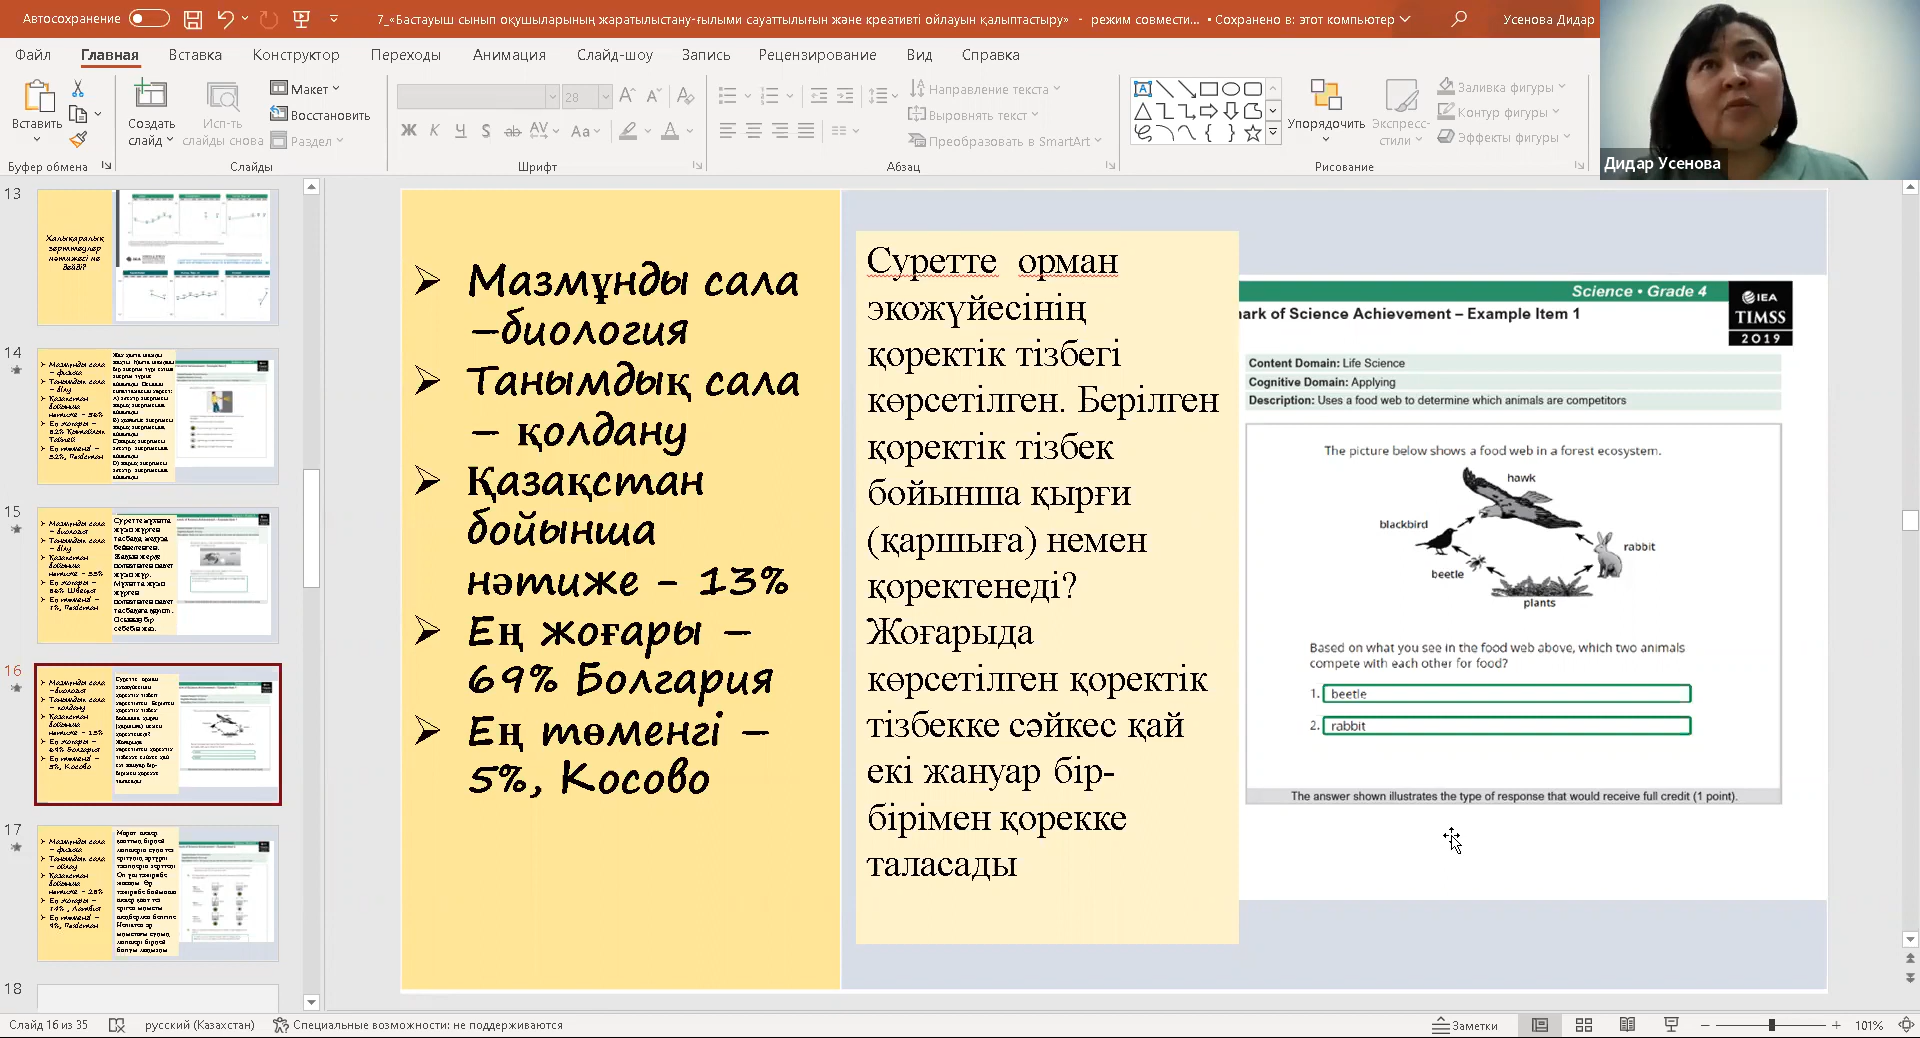 Автосохранение
7_«Бастауыш сынып оқушыларының жаратылыстану-ғылыми сауаттылығын және креативті ойлауын қалыптастыру» - режим совмести... • Сохранено в: этот компьютер
Усенова Дидар
Файл Главная Вставка Конструктор Переходы Анимация Слайд-шоу Запись Рецензирование Вид Справка
Вставить
Буфер обмена
Создать слайд
Исп-ть слайды снова
Макет
Восстановить
Раздел
Слайды
28
Шрифт
Направление текста
Выровнять текст
Преобразовать в SmartArt
Абзац
Упорядочить
Экспресс-стили
Заливка фигуры
Контур фигуры
Эффекты фигуры
Рисование
Дидар Усенова
13
Халықаралық
зерттеулер
нәтижесі не
дейді?
14
15
16
17
18
Мазмұнды сала
–биология
Танымдық сала
– қолдану
Қазақстан
бойынша
нәтиже - 13%
Ең жоғары –
69% Болгария
Ең төменгі –
5%, Косово
Суретте орман
экожүйесінің
қоректік тізбегі
көрсетілген. Берілген
қоректік тізбек
бойынша қырғи
(қаршыға) немен
қоректенеді?
Жоғарыда
көрсетілген қоректік
тізбекке сәйкес қай
екі жануар бір-
бірімен қорекке
таласады
Science • Grade 4
IEA
TIMSS
2019
mark of Science Achievement – Example Item 1
Content Domain: Life Science
Cognitive Domain: Applying
Description: Uses a food web to determine which animals are competitors
The picture below shows a food web in a forest ecosystem.
hawk
blackbird
rabbit
beetle
plants
Based on what you see in the food web above, which two animals
compete with each other for food?
1. beetle
2. rabbit
The answer shown illustrates the type of response that would receive full credit (1 point).
Слайд 16 из 35 русский (Казахстан) Специальные возможности: не поддерживаются Заметки 101%